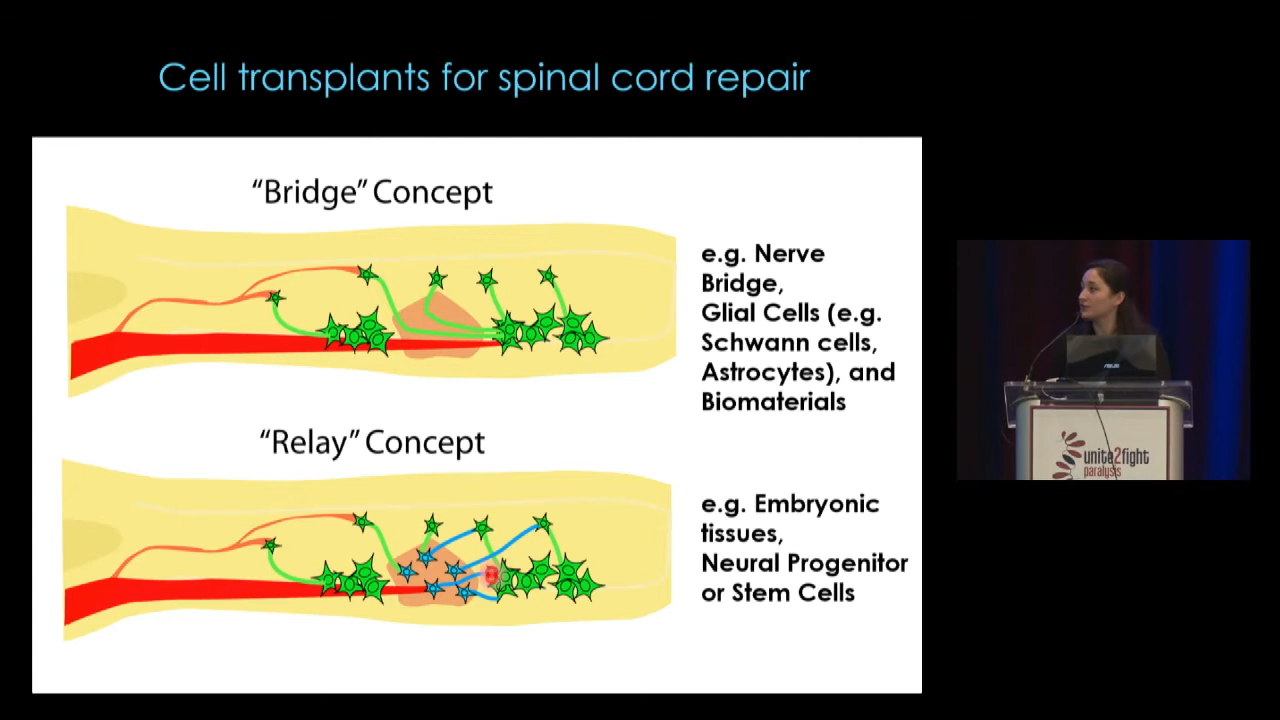 Cell transplants for spinal cord repair
“Bridge” Concept
e.g. Nerve
Bridge,
Glial Cells (e.g.
Schwann cells,
Astrocytes), and
Biomaterials
“Relay” Concept
e.g. Embryonic
tissues,
Neural Progenitor
or Stem Cells
unite2fight
paralysis